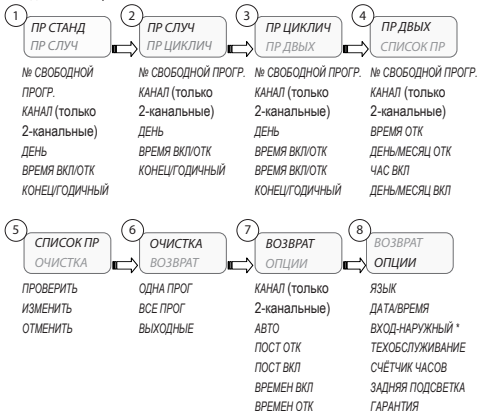 1
ПР СТАНД
ПР СЛУЧ
№ СВОБОДНОЙ
ПРОГР.
КАНАЛ (только
2-канальные)
ДЕНЬ
ВРЕМЯ ВКЛ/ОТК
КОНЕЦ/ГОДИЧНЫЙ
2
ПР СЛУЧ
ПР ЦИКЛИЧ
№ СВОБОДНОЙ ПРОГР.
КАНАЛ (только
2-канальные)
ДЕНЬ
ВРЕМЯ ВКЛ/ОТК
КОНЕЦ/ГОДИЧНЫЙ
3
ПР ЦИКЛИЧ
ПР ДВЫХ
№ СВОБОДНОЙ ПРОГР.
КАНАЛ (только
2-канальные)
ДЕНЬ
ВРЕМЯ ВКЛ/ОТК
ВРЕМЯ ВКЛ/ОТК
КОНЕЦ/ГОДИЧНЫЙ
4
ПР ДВЫХ
СПИСОК ПР
№ СВОБОДНОЙ ПРОГР.
КАНАЛ (только
2-канальные)
ВРЕМЯ ОТК
ДЕНЬ/МЕСЯЦ ОТК
ЧАС ВКЛ
ДЕНЬ/МЕСЯЦ ВКЛ
5
СПИСОК ПР
ОЧИСТКА
ПРОВЕРИТЬ
ИЗМЕНИТЬ
ОТМЕНИТЬ
6
ОЧИСТКА
ВОЗВРАТ
ОДНА ПРОГ
ВСЕ ПРОГ
ВЫХОДНЫЕ
7
ВОЗВРАТ
ОПЦИИ
КАНАЛ (только
2-канальные)
АВТО
ПОСТ ОТК
ПОСТ ВКЛ
ВРЕМЕН ВКЛ
ВРЕМЕН ОТК
8
ВОЗВРАТ
ОПЦИИ
ЯЗЫК
ДАТА/ВРЕМЯ
ВХОД-НАРУЖНЫЙ *
ТЕХОБСЛУЖИВАНИЕ
СЧЁТЧИК ЧАСОВ
ЗАДНЯЯ ПОДСВЕТКА
ГАРАНТИЯ